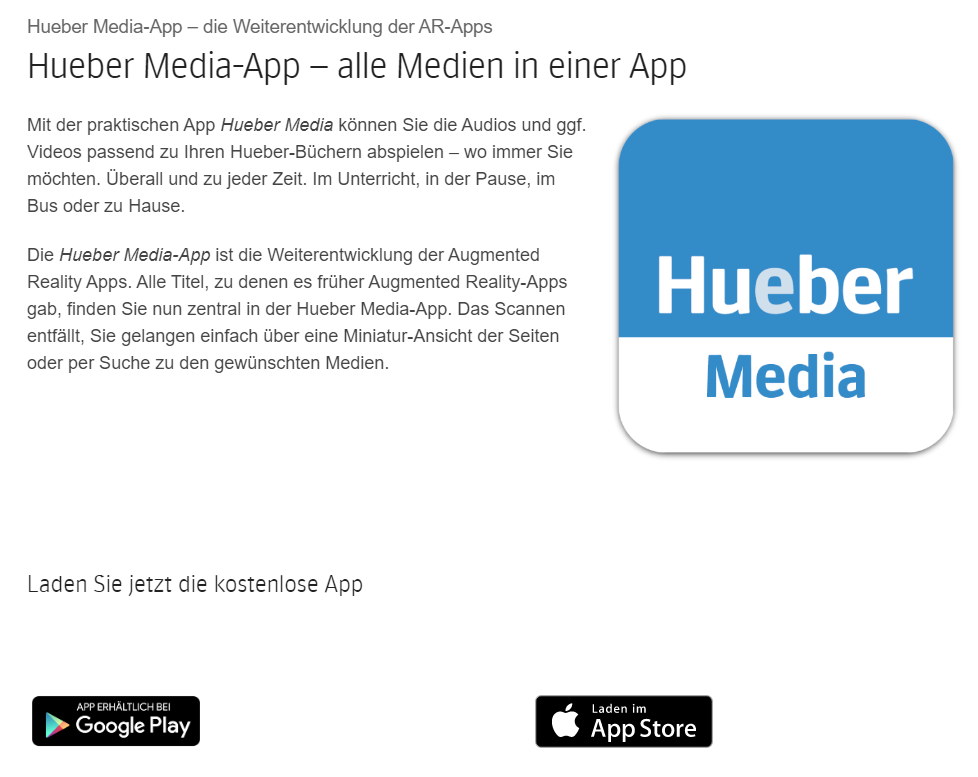 Hueber Media-App – die Weiterentwicklung der AR-Apps
Hueber Media-App – alle Medien in einer App
Mit der praktischen App Hueber Media können Sie die Audios und ggf.
Videos passend zu Ihren Hueber-Büchern abspielen – wo immer Sie
möchten. Überall und zu jeder Zeit. Im Unterricht, in der Pause, im
Bus oder zu Hause.
Die Hueber Media-App ist die Weiterentwicklung der Augmented
Reality Apps. Alle Titel, zu denen es früher Augmented Reality-Apps
gab, finden Sie nun zentral in der Hueber Media-App. Das Scannen
entfällt, Sie gelangen einfach über eine Miniatur-Ansicht der Seiten
oder per Suche zu den gewünschten Medien.
Hueber
Media
Laden Sie jetzt die kostenlose App
APP ERHÄLTLICH BEI
Google Play
Laden im
App Store